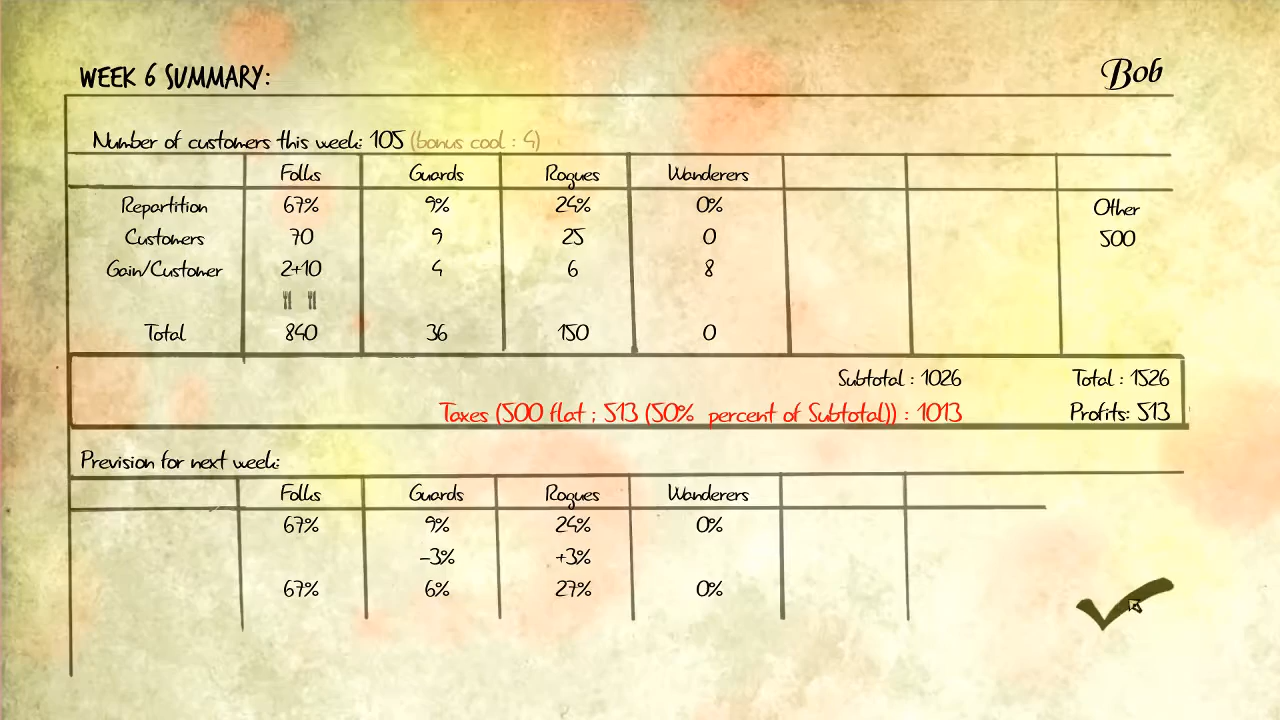 WEEK 6 SUMMARY: Bob
Number of customers this week: 105 (bonus cool : 4)
Folks Guards Rogues Wanderers
Repartition 67% 9% 24% 0% Other
Customers 70 9 25 0 500
Gain/Customer 2+10 4 6 8
Total 840 36 150 0
Subtotal : 1026 Total : 1526
Taxes (500 flat ; 513 (50% percent of Subtotal)) : 1013 Profits: 513
Prevision for next week:
Folks Guards Rogues Wanderers
67% 9% 24% 0%
-3% +3%
67% 6% 27% 0%